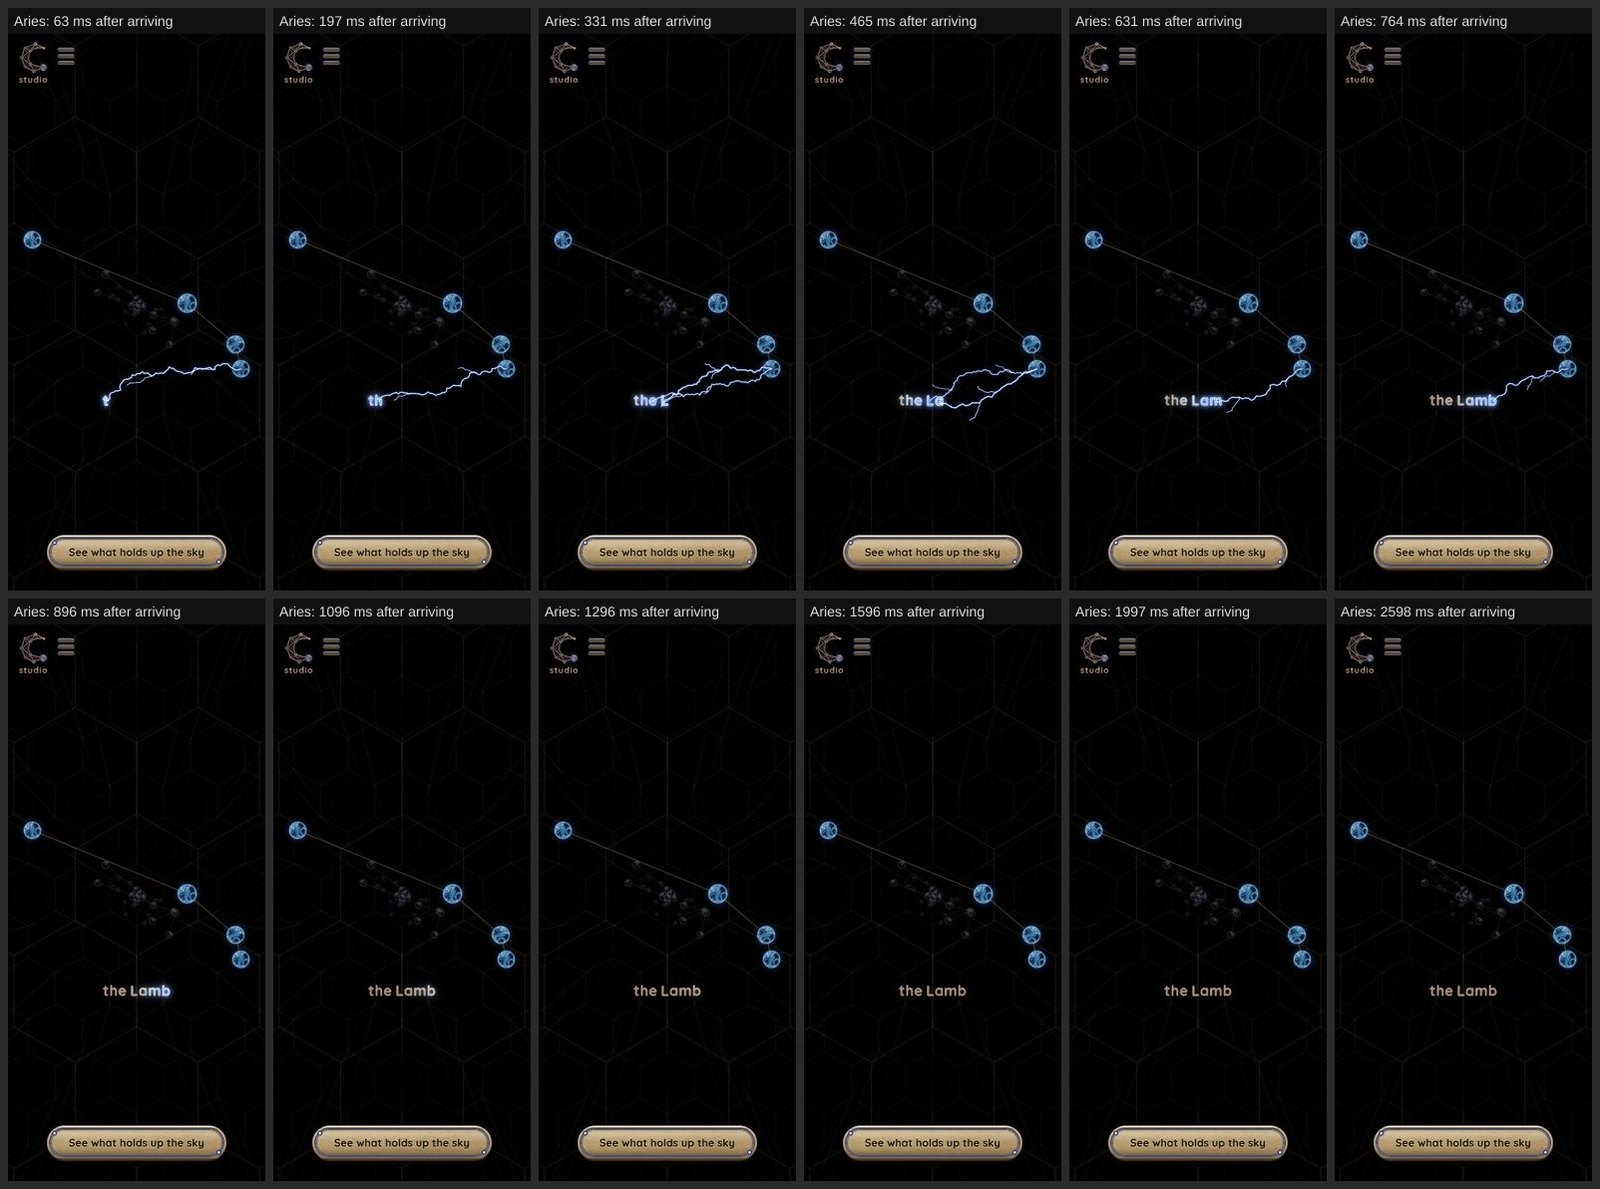 Aries: 63 ms after arriving
studio
t
See what holds up the sky
Aries: 197 ms after arriving
studio
th
See what holds up the sky
Aries: 331 ms after arriving
studio
the L
See what holds up the sky
Aries: 465 ms after arriving
studio
the La
See what holds up the sky
Aries: 631 ms after arriving
studio
the Lam
See what holds up the sky
Aries: 764 ms after arriving
studio
the Lamb
See what holds up the sky
Aries: 896 ms after arriving
studio
the Lamb
See what holds up the sky
Aries: 1096 ms after arriving
studio
the Lamb
See what holds up the sky
Aries: 1296 ms after arriving
studio
the Lamb
See what holds up the sky
Aries: 1596 ms after arriving
studio
the Lamb
See what holds up the sky
Aries: 1997 ms after arriving
studio
the Lamb
See what holds up the sky
Aries: 2598 ms after arriving
studio
the Lamb
See what holds up the sky